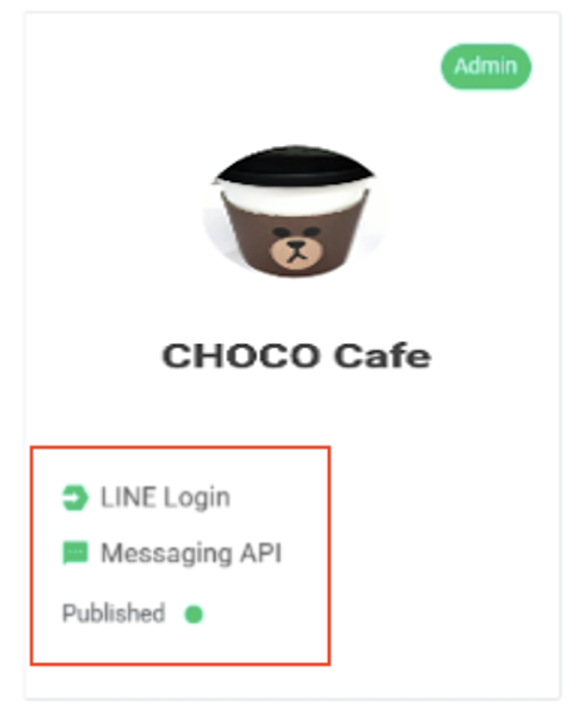 Admin
CHOCO Cafe
LINE Login
Messaging API
Published